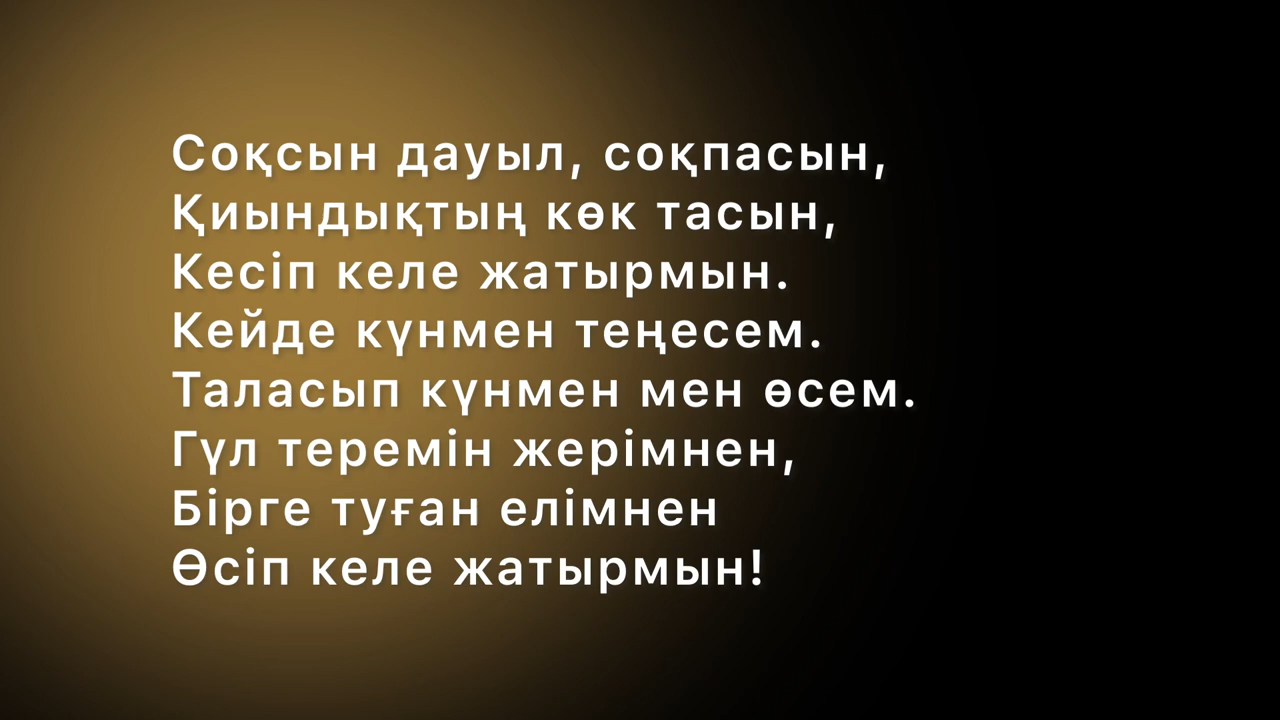 Соқсын дауыл, соқпасын,
Қиындықтың көк тасын,
Кесіп келе жатырмын.
Кейде күнмен теңесем.
Таласып күнмен мен өсем.
Гүл теремін жерімнен,
Бірге туған елімнен
Өсіп келе жатырмын!